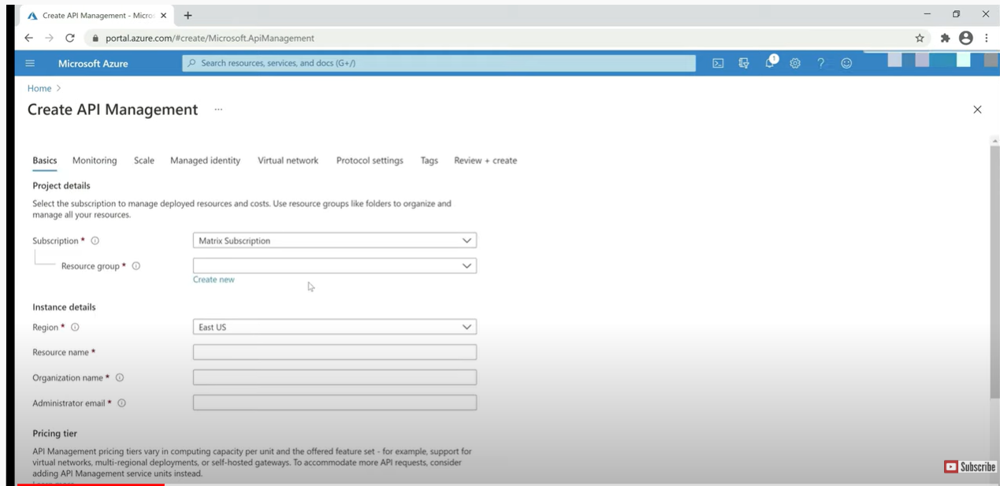 Create API Management - Micros
portal.azure.com/#create/Microsoft.ApiManagement
Microsoft Azure
Search resources, services, and docs (G+/)
1
Home >
Create API Management ...
Basics Monitoring Scale Managed identity Virtual network Protocol settings Tags Review + create
Project details
Select the subscription to manage deployed resources and costs. Use resource groups like folders to organize and
manage all your resources.
Subscription *
Matrix Subscription
Resource group *
Create new
Instance details
Region *
East US
Resource name *
Organization name *
Administrator email *
Pricing tier
API Management pricing tiers vary in computing capacity per unit and the offered feature set - for example, support for
virtual networks, multi-regional deployments, or self-hosted gateways. To accommodate more API requests, consider
adding API Management service units instead.
Subscribe